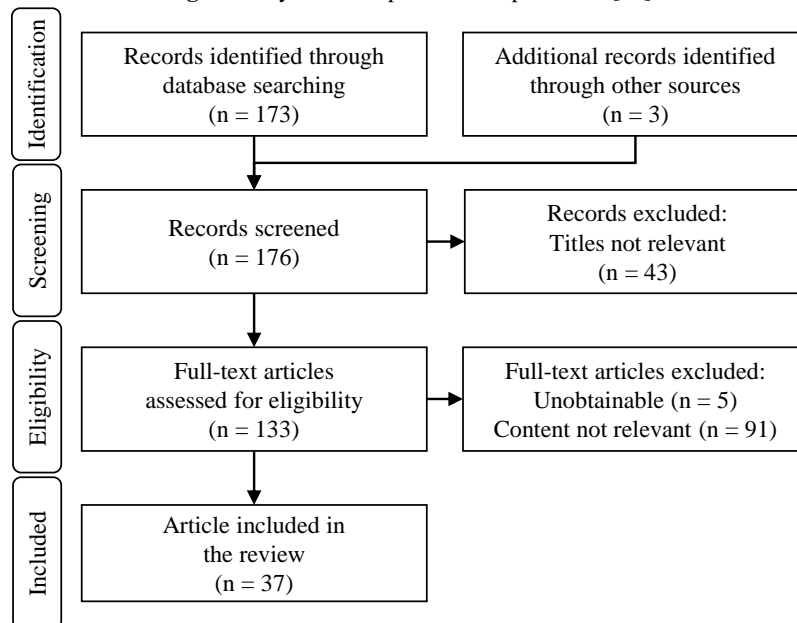 Identification
Records identified through
database searching
(n = 173)
Additional records identified
through other sources
(n = 3)
Screening
Records screened
(n = 176)
Records excluded:
Titles not relevant
(n = 43)
Eligibility
Full-text articles
assessed for eligibility
(n = 133)
Full-text articles excluded:
Unobtainable (n = 5)
Content not relevant (n = 91)
Included
Article included in
the review
(n = 37)